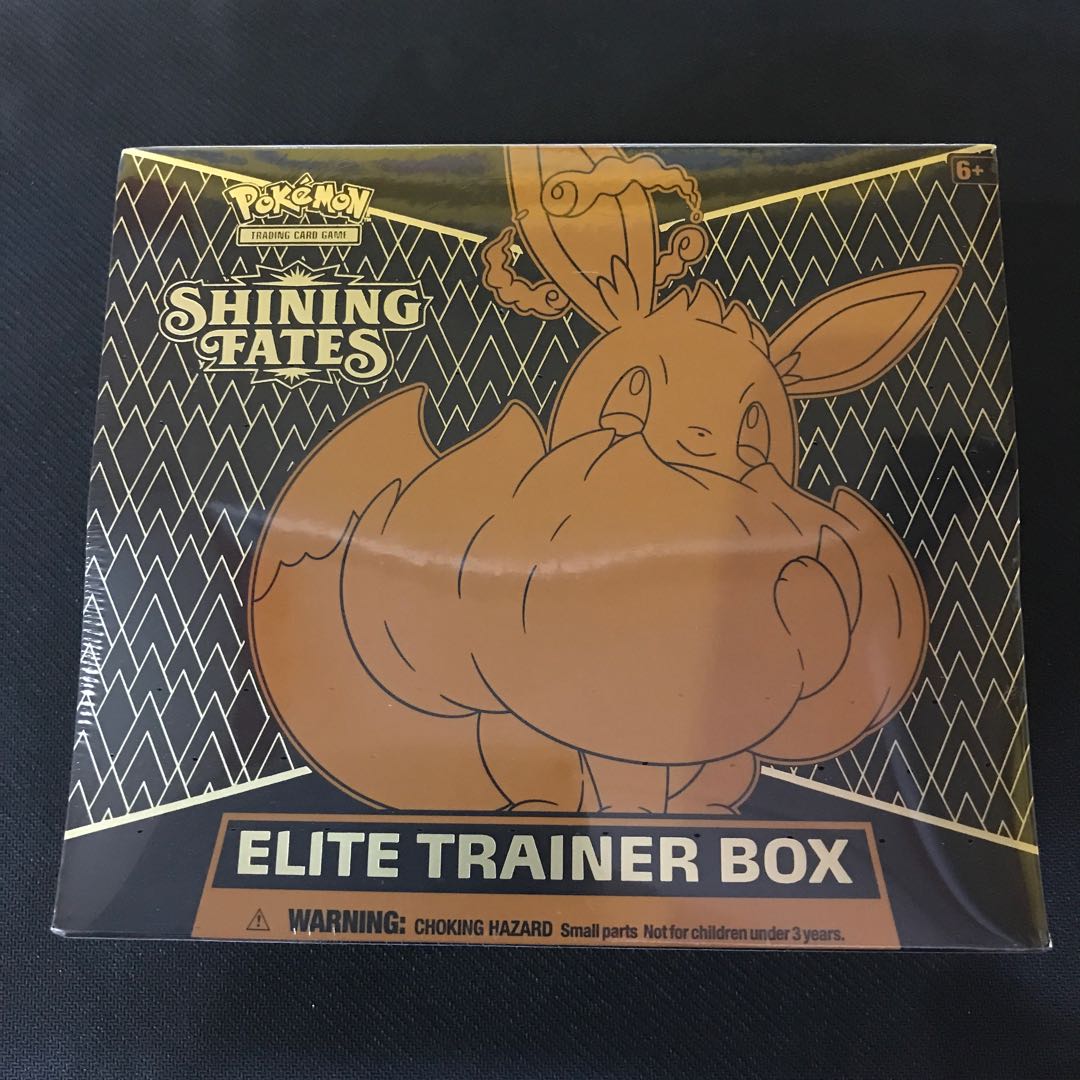 6+
POKéMON
TRADING CARD GAME
SHINING
FATES
ELITE TRAINER BOX
WARNING: CHOKING HAZARD Small parts Not for children under 3 years.